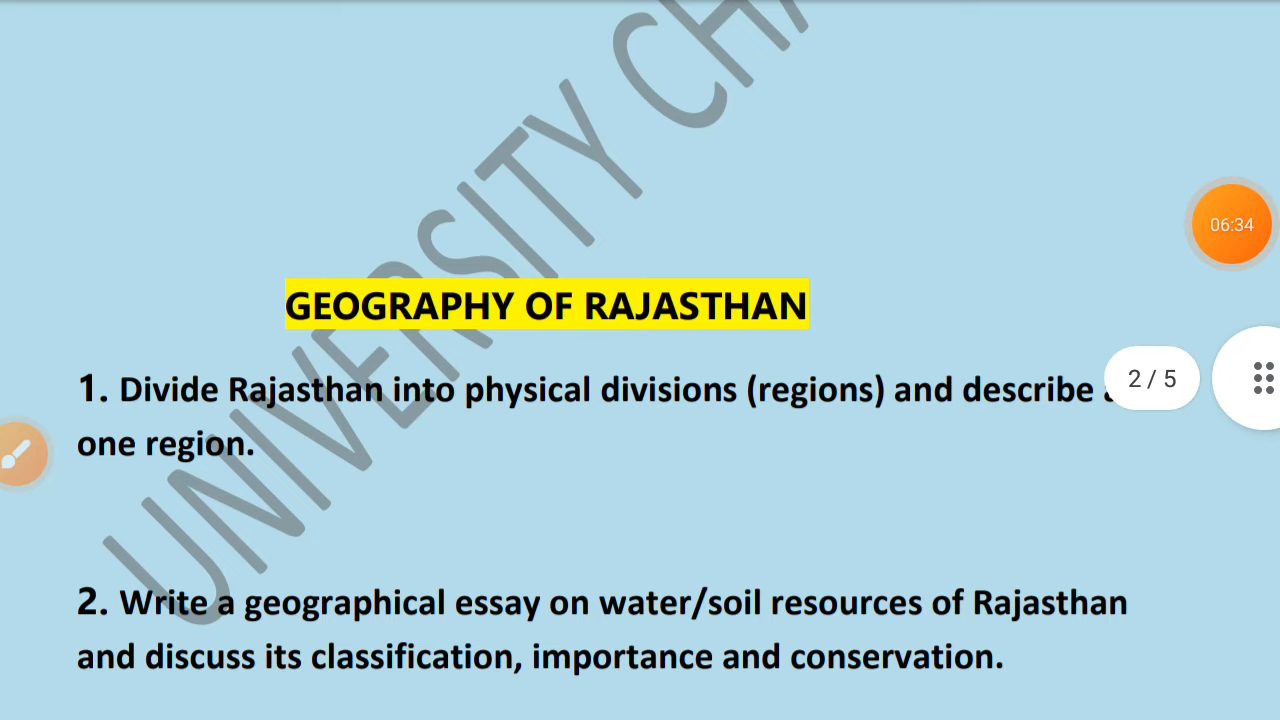 UNIVERSITY
06:34
GEOGRAPHY OF RAJASTHAN
1. Divide Rajasthan into physical divisions (regions) and describe
2 / 5
one region.
2. Write a geographical essay on water/soil resources of Rajasthan
and discuss its classification, importance and conservation.